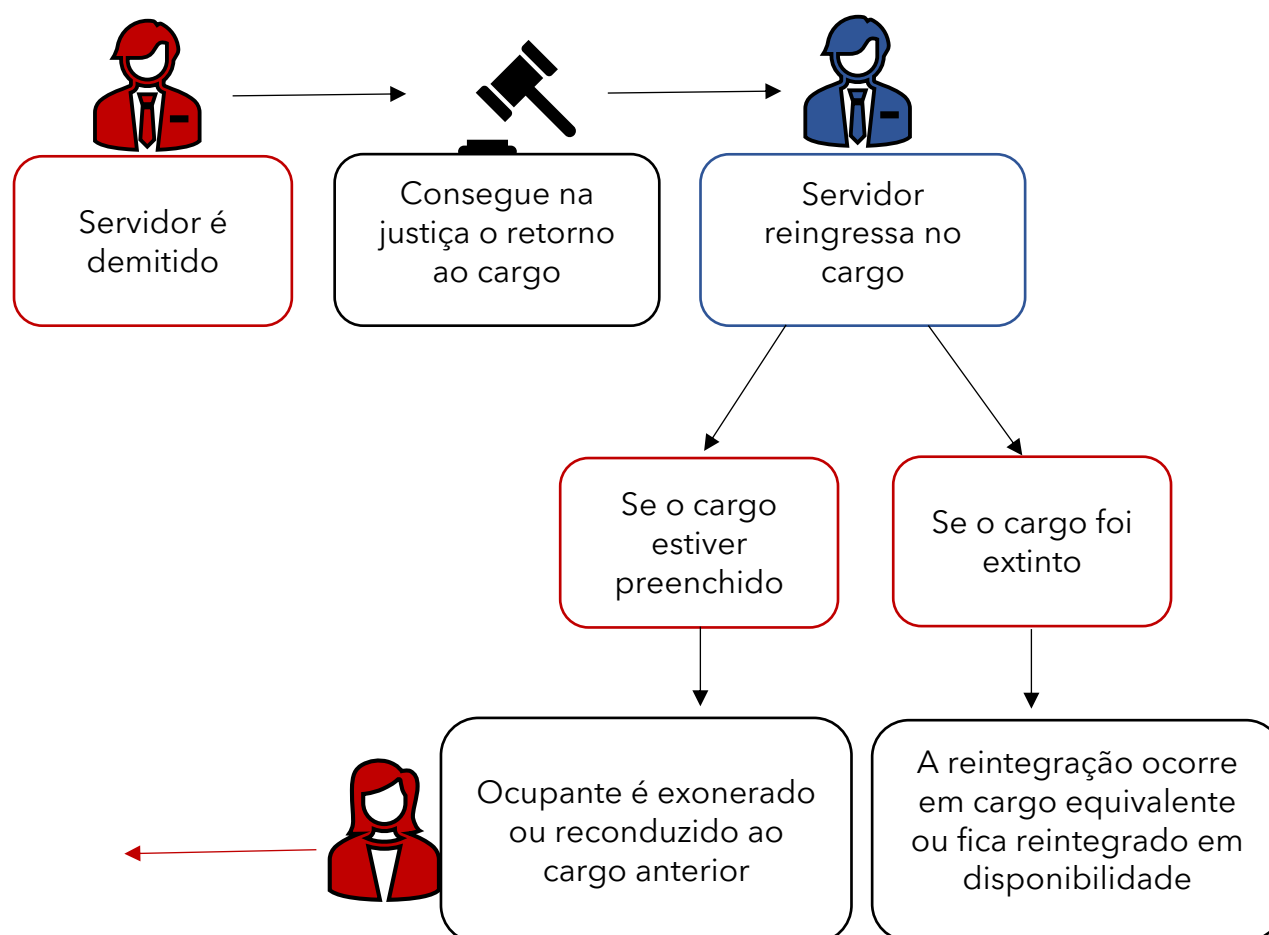 Servidor é
demitido
Consegue na
justiça o retorno
ao cargo
Servidor
reingressa no
cargo
Se o cargo
estiver
preenchido
Se o cargo foi
extinto
Ocupante é exonerado
ou reconduzido ao
cargo anterior
A reintegração ocorre
em cargo equivalente
ou fica reintegrado em
disponibilidade